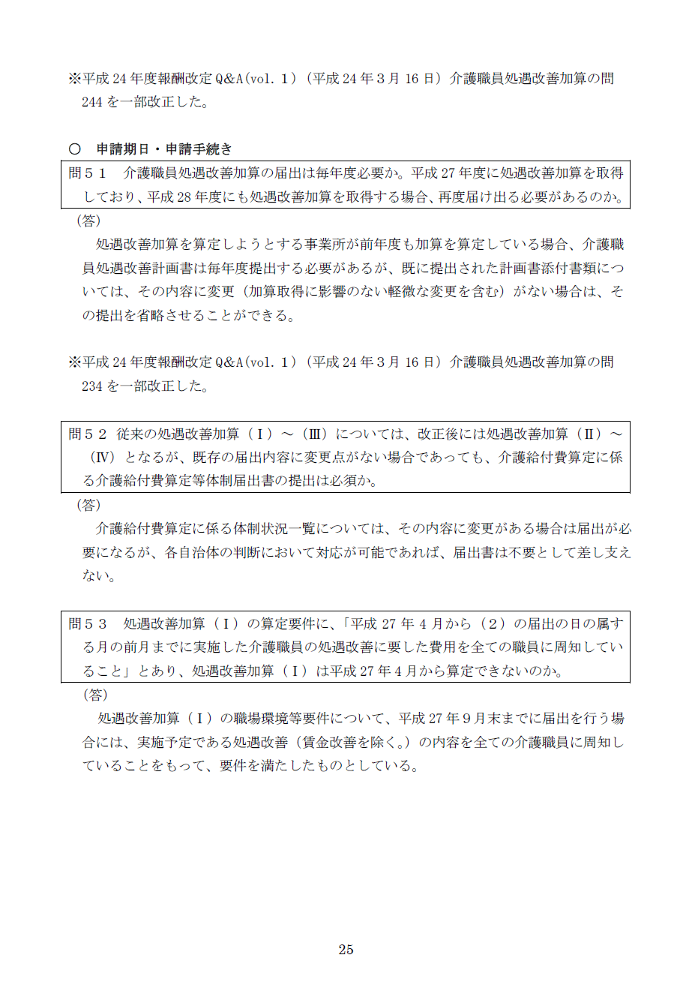 ※平成 24 年度報酬改定 Q＆A(vol.１)（平成 24 年３月 16 日）介護職員処遇改善加算の問
244 を一部改正した。
○　申請期日・申請手続き
問５１　介護職員処遇改善加算の届出は毎年度必要か。平成 27 年度に処遇改善加算を取得
しており、平成 28 年度にも処遇改善加算を取得する場合、再度届け出る必要があるのか。
（答）
処遇改善加算を算定しようとする事業所が前年度も加算を算定している場合、介護職
員処遇改善計画書は毎年度提出する必要があるが、既に提出された計画書添付書類につ
いては、その内容に変更（加算取得に影響のない軽微な変更を含む）がない場合は、そ
の提出を省略させることができる。
※平成 24 年度報酬改定 Q＆A(vol.１)（平成 24 年３月 16 日）介護職員処遇改善加算の問
234 を一部改正した。
問５２ 従来の処遇改善加算（Ⅰ）～（Ⅲ）については、改正後には処遇改善加算（Ⅱ）～
（Ⅳ）となるが、既存の届出内容に変更点がない場合であっても、介護給付費算定に係
る介護給付費算定等体制届出書の提出は必須か。
（答）
介護給付費算定に係る体制状況一覧については、その内容に変更がある場合は届出が必
要になるが、各自治体の判断において対応が可能であれば、届出書は不要として差し支え
ない。
問５３　処遇改善加算（Ⅰ）の算定要件に、「平成 27 年 4 月から（２）の届出の日の属す
る月の前月までに実施した介護職員の処遇改善に要した費用を全ての職員に周知してい
ること」とあり、処遇改善加算（Ⅰ）は平成 27 年 4 月から算定できないのか。
（答）
処遇改善加算（Ⅰ）の職場環境等要件について、平成 27 年９月末までに届出を行う場
合には、実施予定である処遇改善（賃金改善を除く。）の内容を全ての介護職員に周知し
ていることをもって、要件を満たしたものとしている。
25